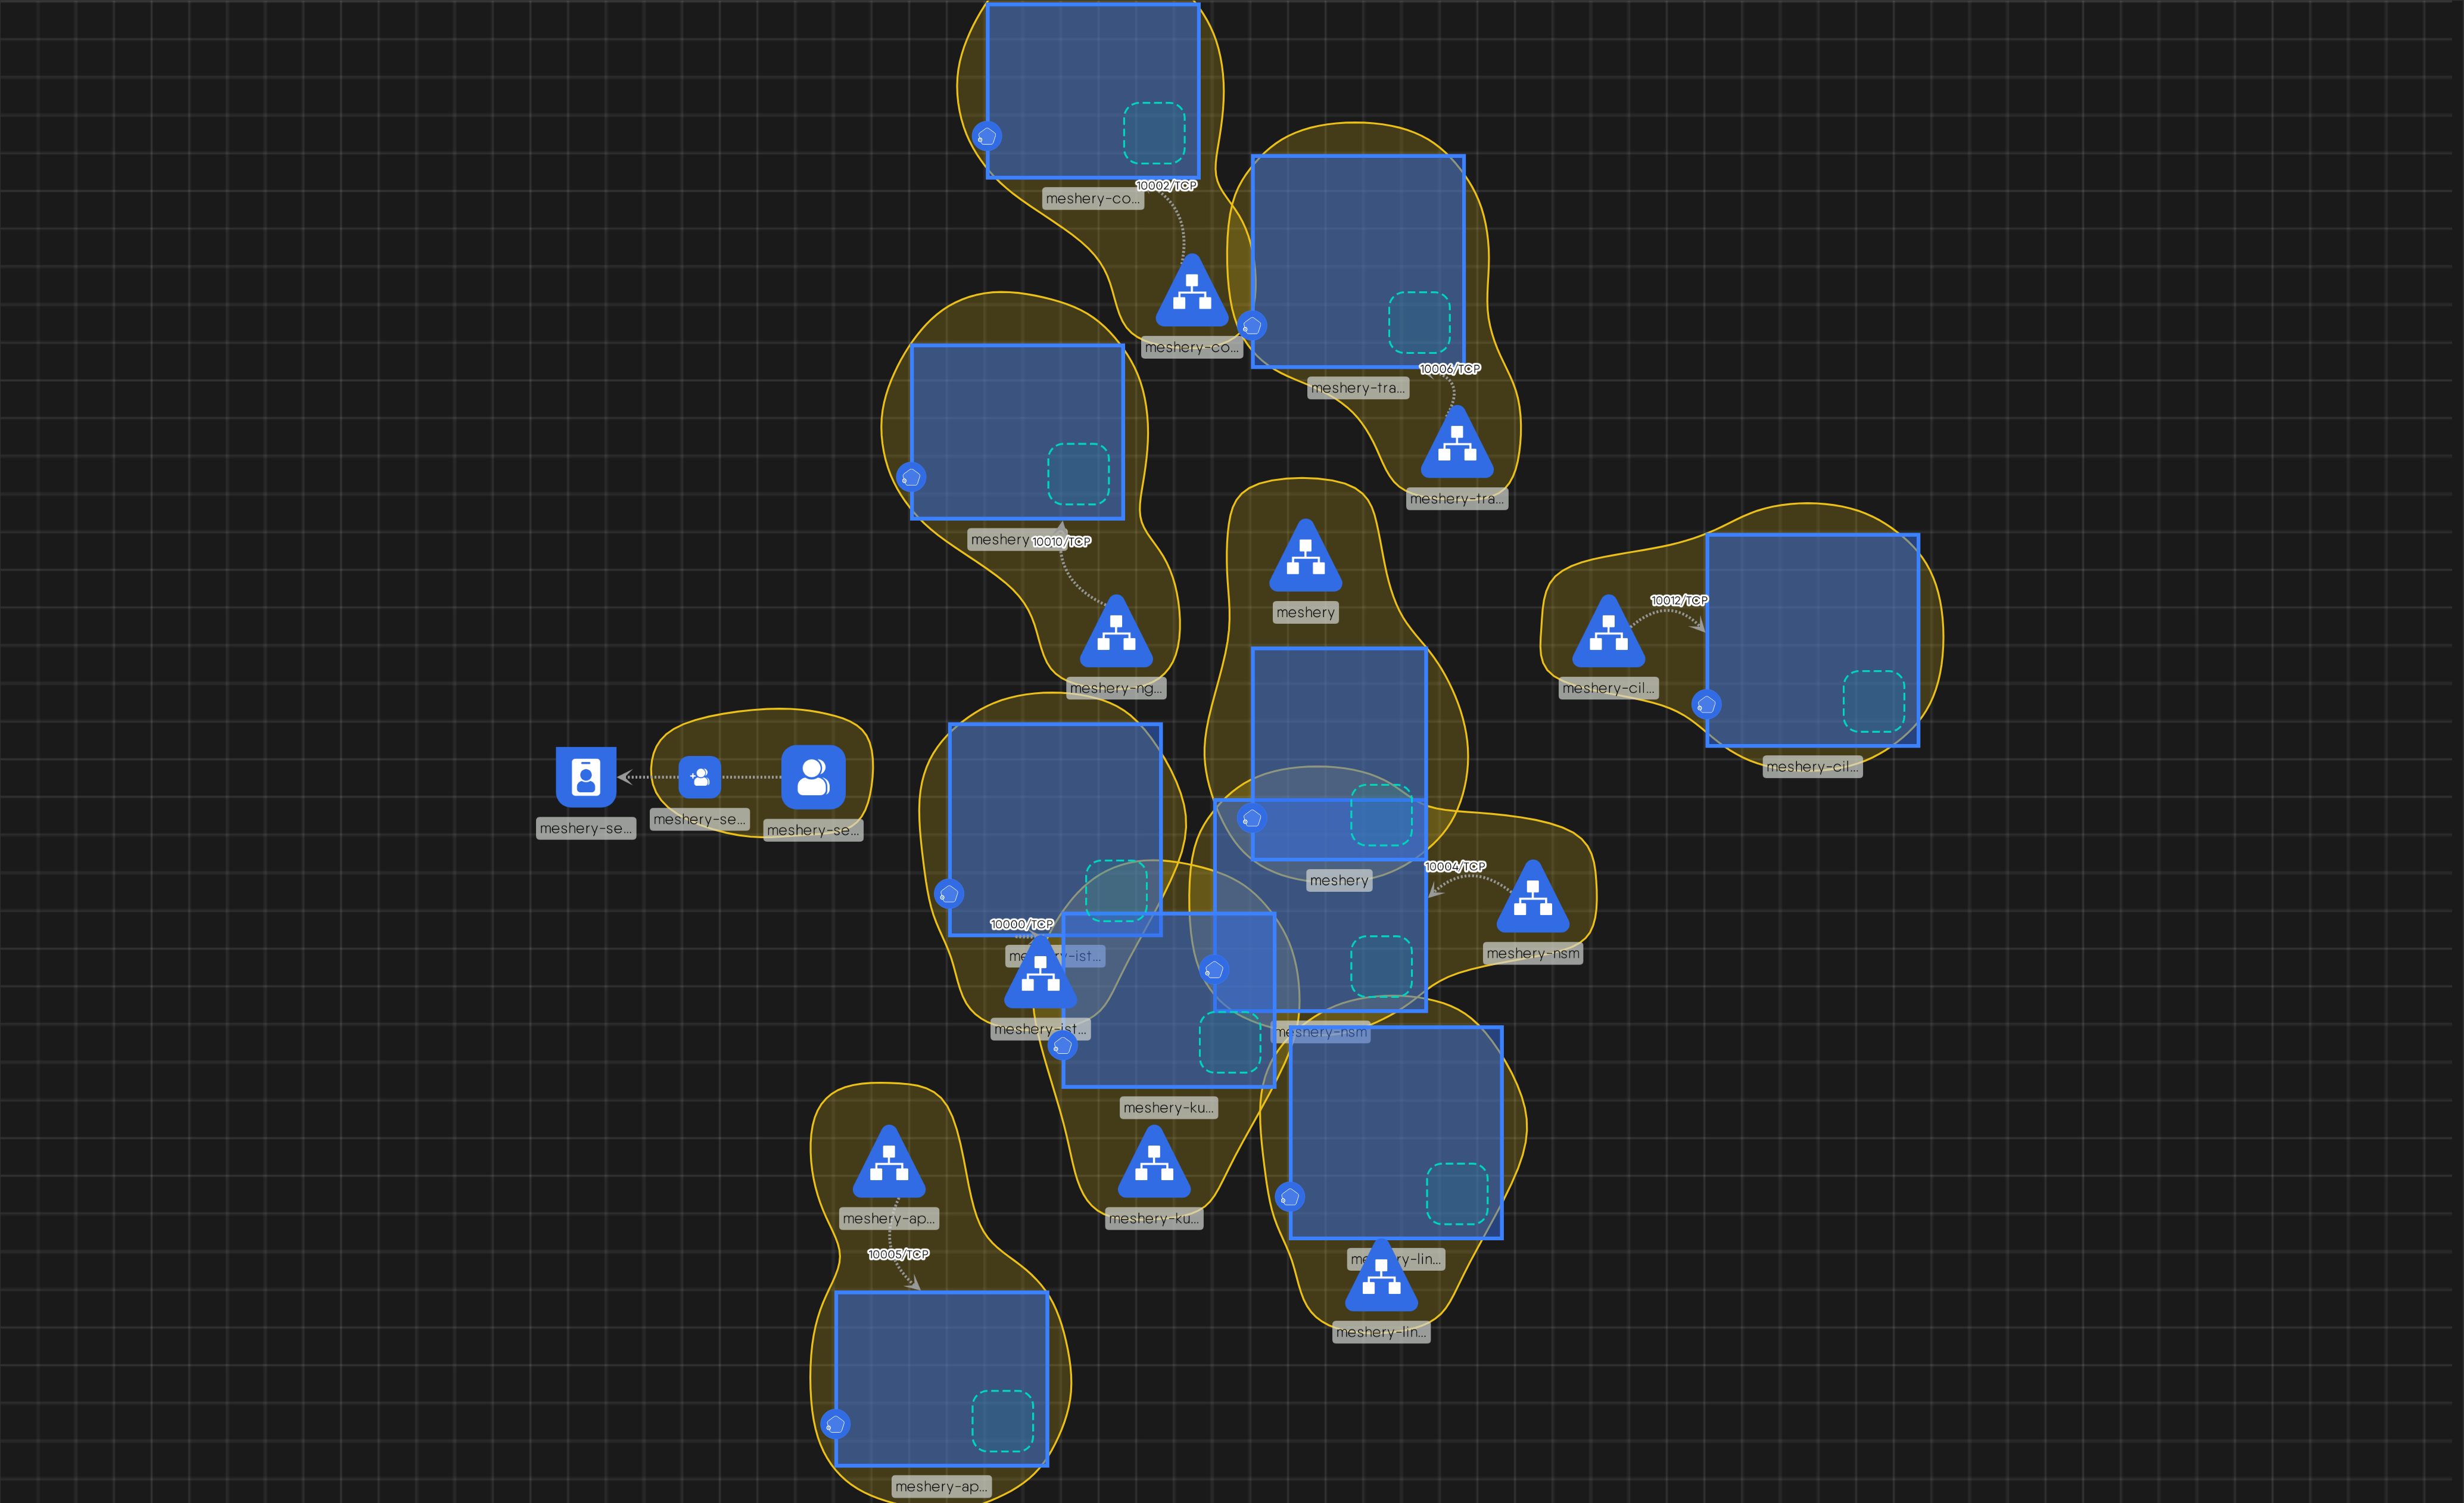 meshery-co...
10002/TCP
meshery-co...
meshery-tra...
10006/TCP
meshery-tra...
meshery
10010/TCP
meshery-ng...
meshery
10012/TCP
meshery-cil...
meshery-cil...
meshery-se...
meshery-se...
meshery-se...
meshery
10004/TCP
meshery-nsm
meshery-nsm
10000/TCP
meshery-ist...
meshery-ku...
meshery-ku...
meshery-ap...
10005/TCP
meshery-lin...
meshery-ap...